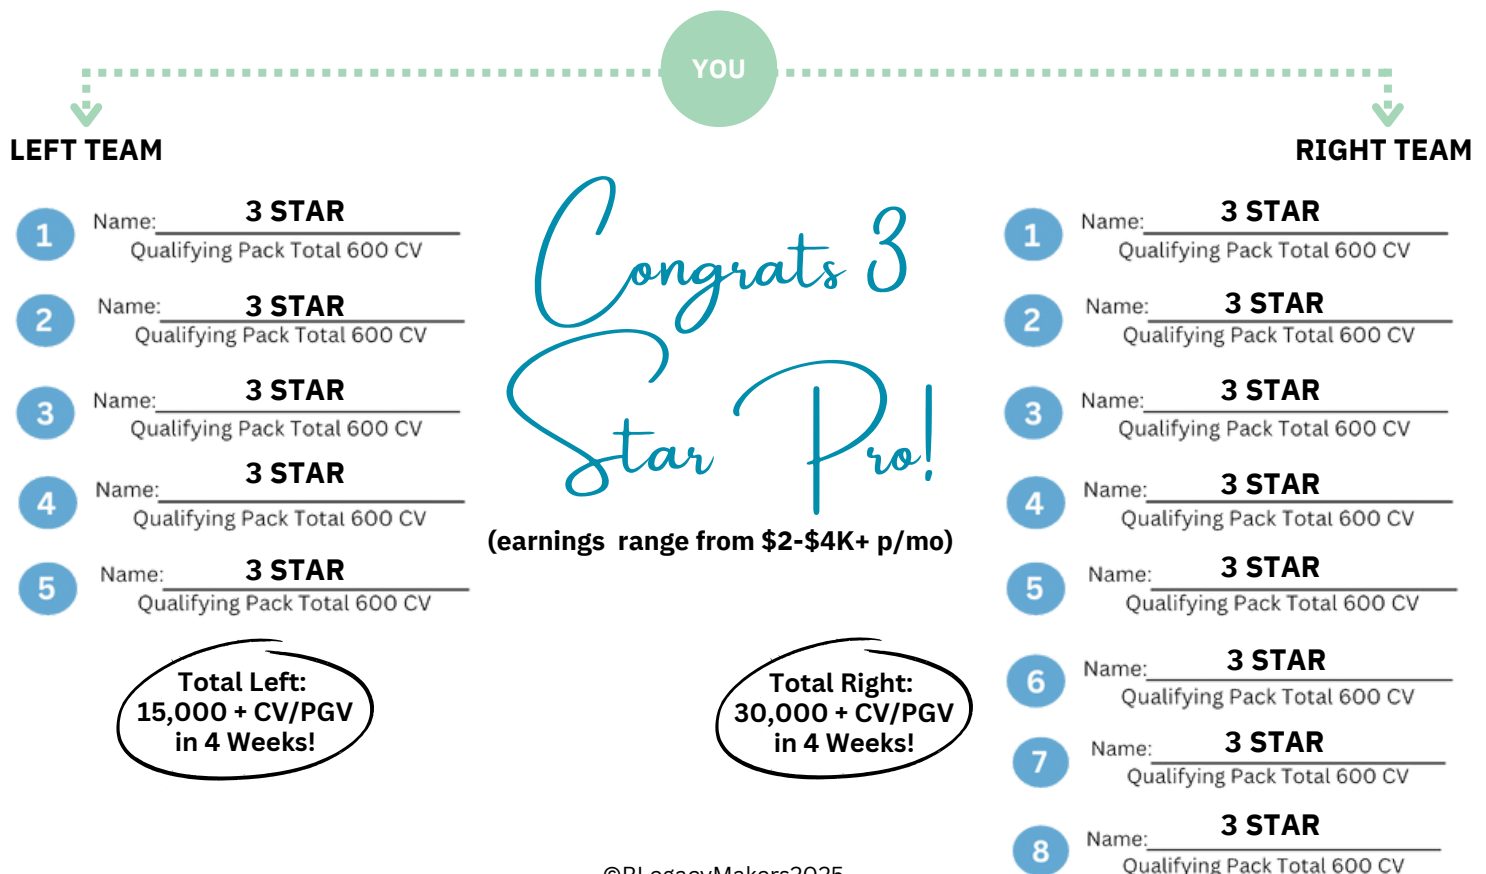 YOU
LEFT TEAM
RIGHT TEAM
1
Name: 3 STAR
Qualifying Pack Total 600 CV
2
Name: 3 STAR
Qualifying Pack Total 600 CV
3
Name: 3 STAR
Qualifying Pack Total 600 CV
4
Name: 3 STAR
Qualifying Pack Total 600 CV
5
Name: 3 STAR
Qualifying Pack Total 600 CV
Total Left:
15,000 + CV/PGV
in 4 Weeks!
Congrats 3
Star Pro!
(earnings range from $2-$4K+ p/mo)
Total Right:
30,000 + CV/PGV
in 4 Weeks!
1
Name: 3 STAR
Qualifying Pack Total 600 CV
2
Name: 3 STAR
Qualifying Pack Total 600 CV
3
Name: 3 STAR
Qualifying Pack Total 600 CV
4
Name: 3 STAR
Qualifying Pack Total 600 CV
5
Name: 3 STAR
Qualifying Pack Total 600 CV
6
Name: 3 STAR
Qualifying Pack Total 600 CV
7
Name: 3 STAR
Qualifying Pack Total 600 CV
8
Name: 3 STAR
Qualifying Pack Total 600 CV
©BLegacyMakers2025